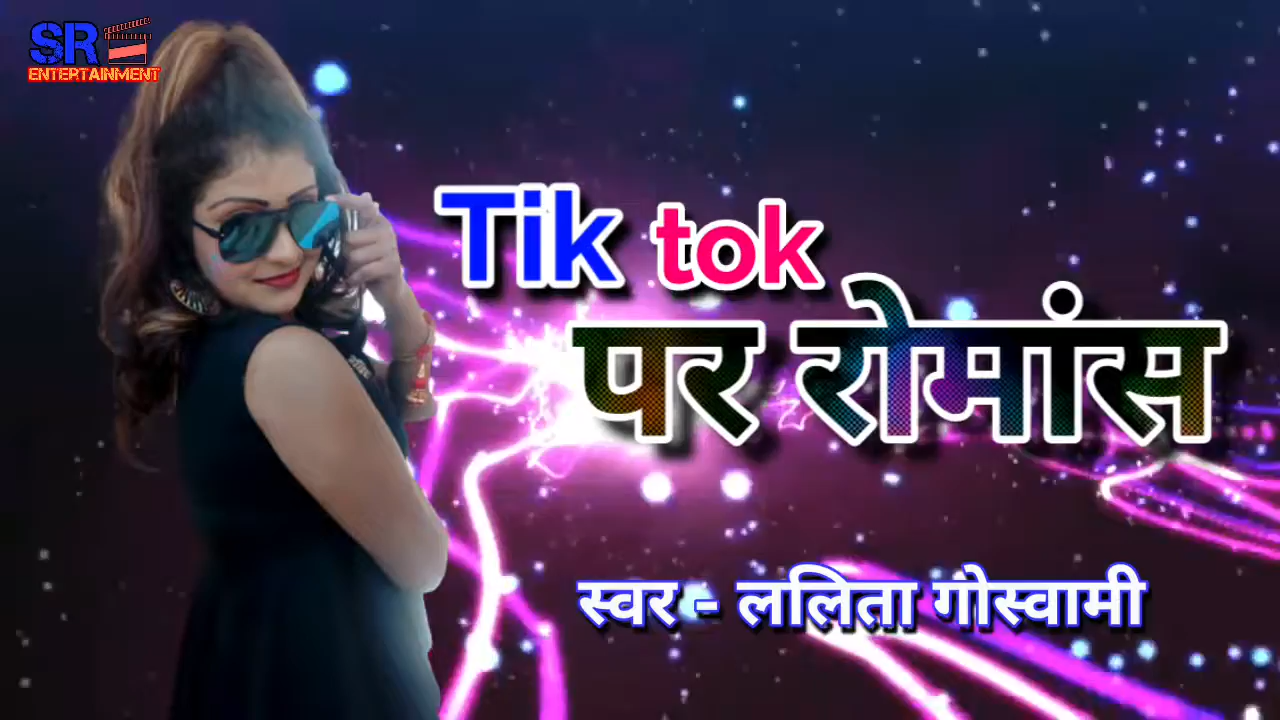 SR
ENTERTAINMENT
Tik tok
पर रोमांस
स्वर - ललिता गोस्वामी